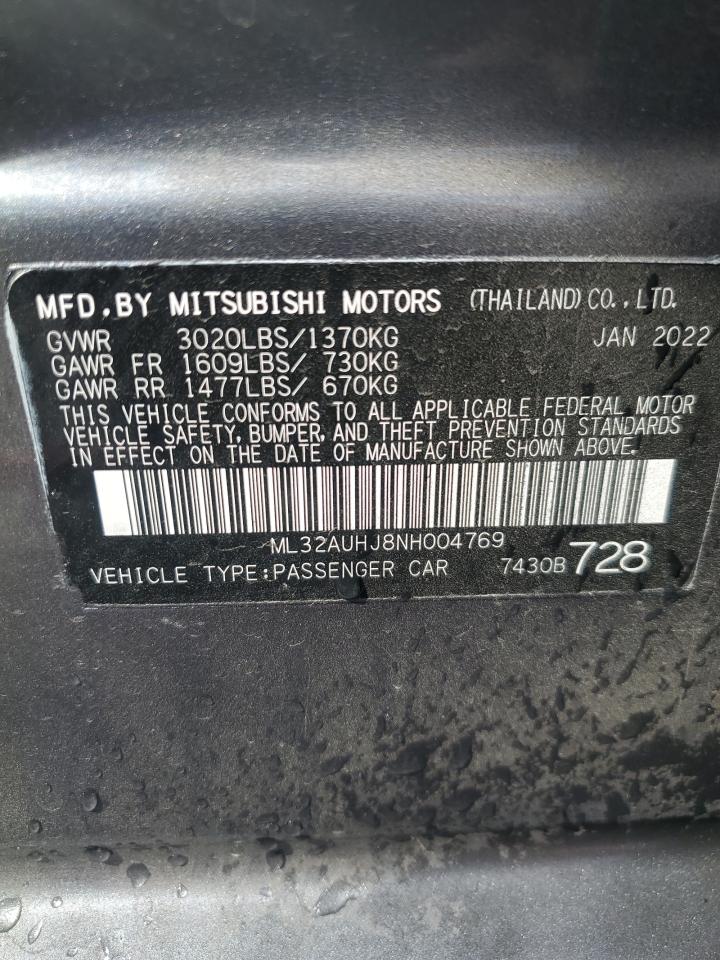 MFD.BY MITSUBISHI MOTORS (THAILAND)CO.,LTD.
GVWR 3020LBS/1370KG JAN 2022
GAWR FR 1609LBS/ 730KG
GAWR RR 1477LBS/ 670KG
THIS VEHICLE CONFORMS TO ALL APPLICABLE FEDERAL MOTOR
VEHICLE SAFETY, BUMPER, AND THEFT PREVENTION STANDARDS
IN EFFECT ON THE DATE OF MANUFACTURE SHOWN ABOVE.
ML32AUHJ8NH004769
VEHICLE TYPE:PASSENGER CAR 7430B 728